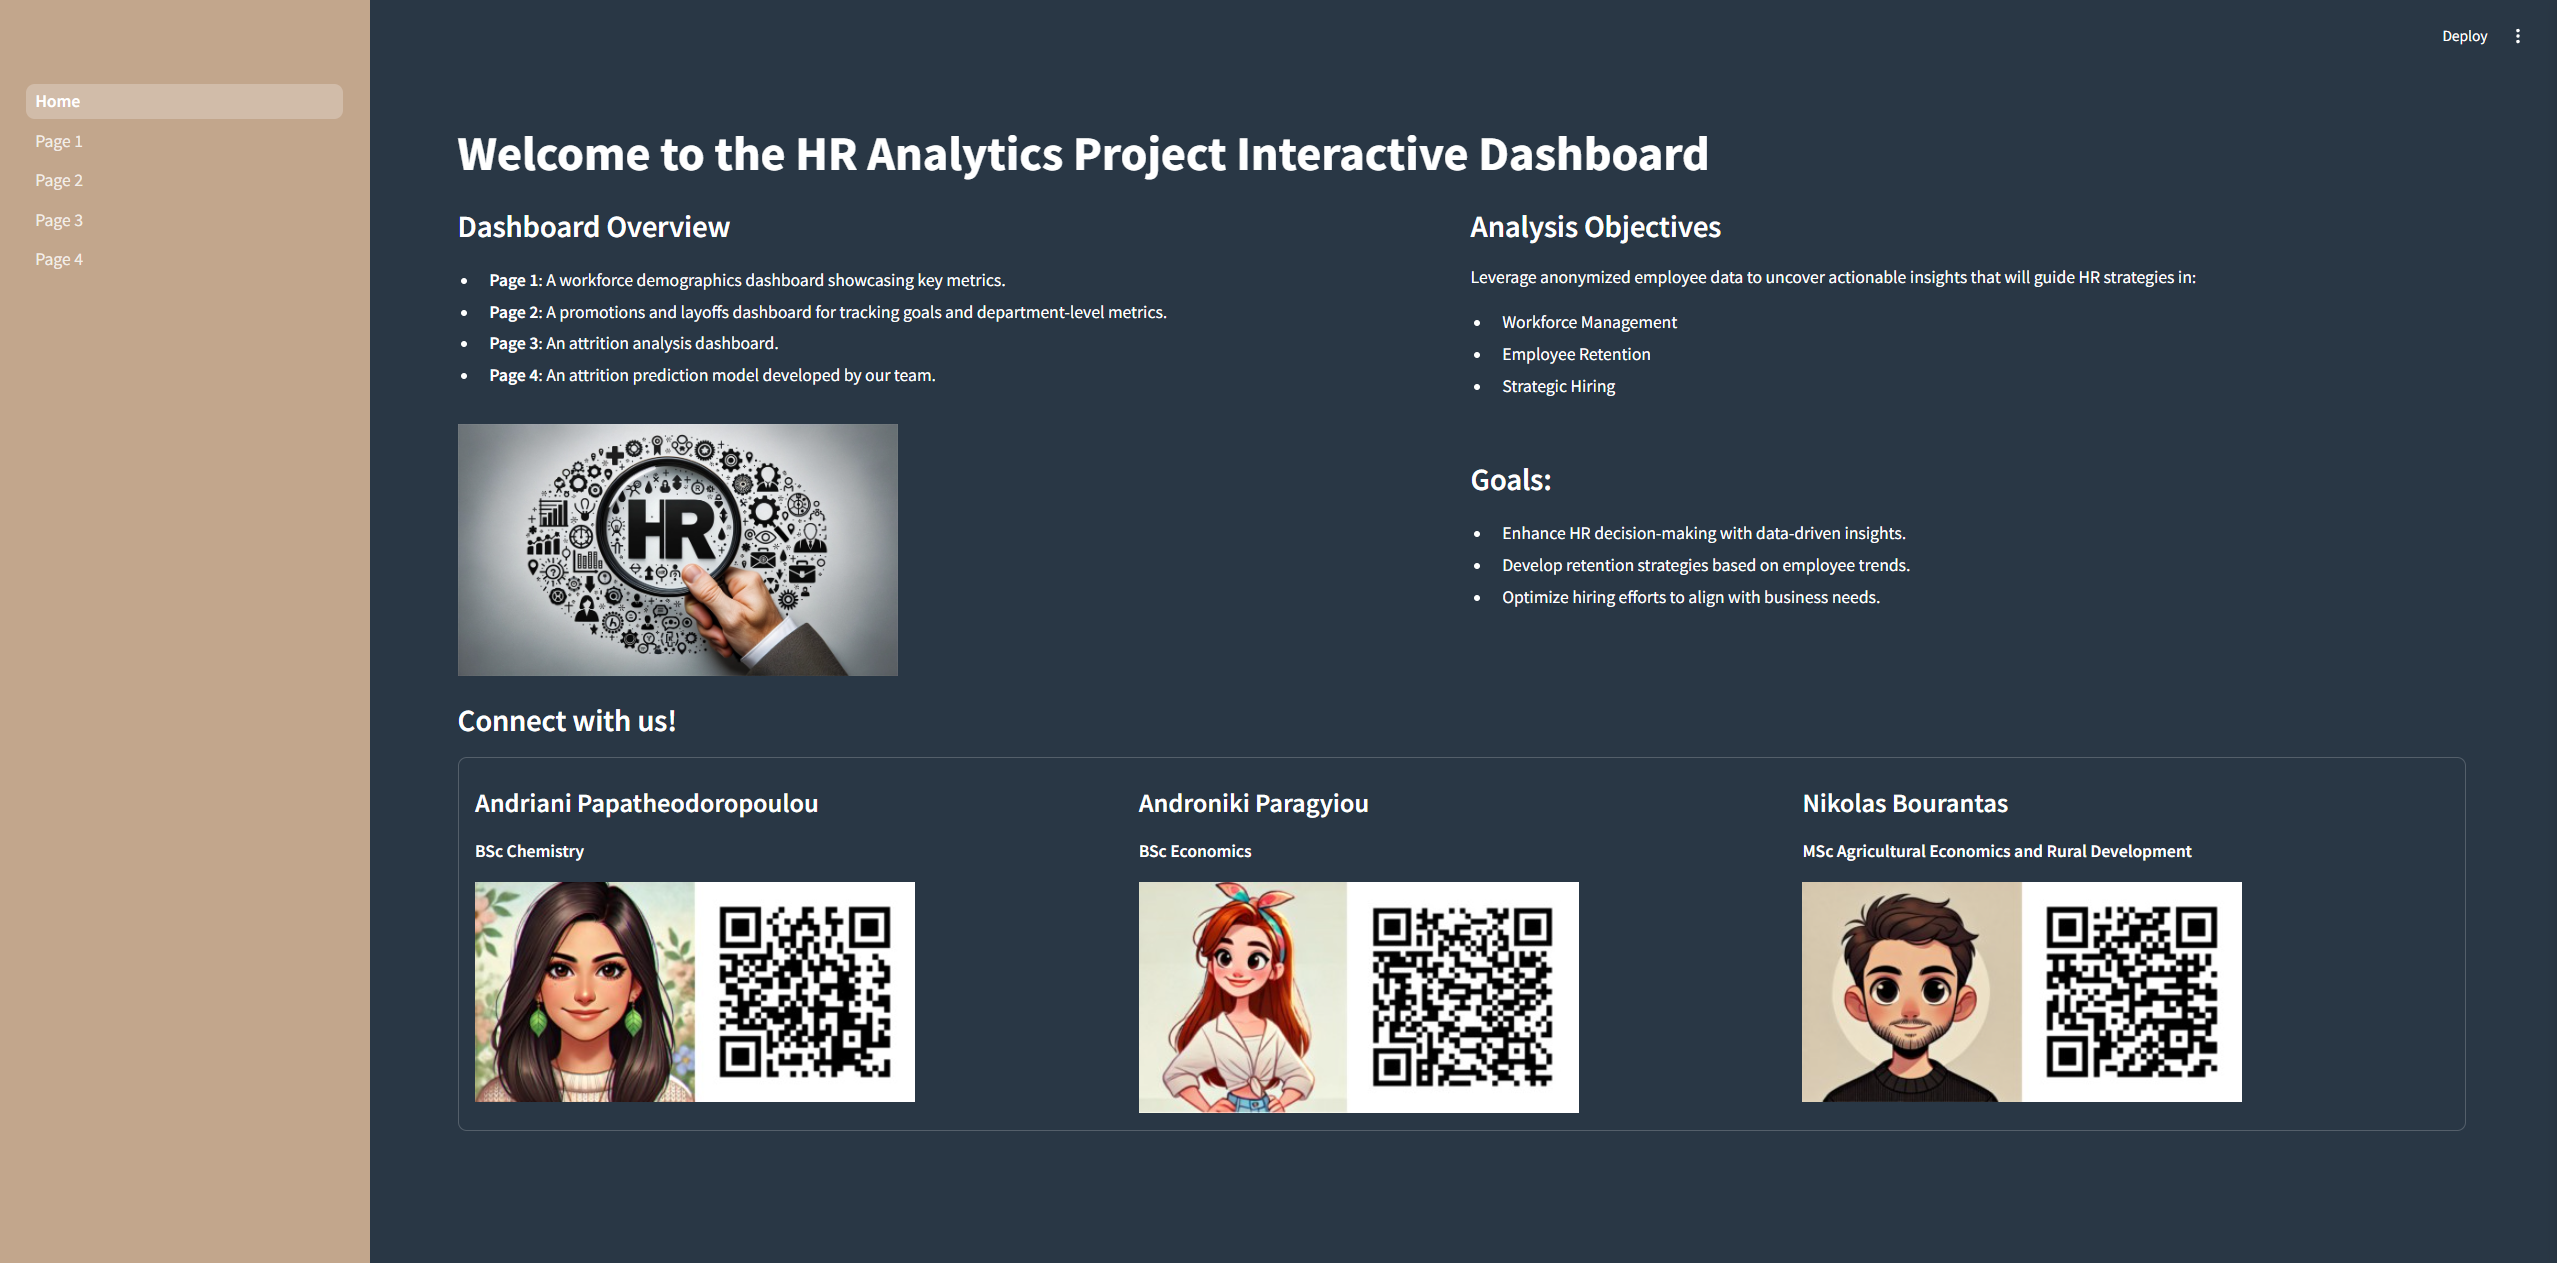 Deploy
Home
Page 1
Page 2
Page 3
Page 4
Welcome to the HR Analytics Project Interactive Dashboard
Dashboard Overview
Page 1: A workforce demographics dashboard showcasing key metrics.
Page 2: A promotions and layoffs dashboard for tracking goals and department-level metrics.
Page 3: An attrition analysis dashboard.
Page 4: An attrition prediction model developed by our team.
HR
Analysis Objectives
Leverage anonymized employee data to uncover actionable insights that will guide HR strategies in:
Workforce Management
Employee Retention
Strategic Hiring
Goals:
Enhance HR decision-making with data-driven insights.
Develop retention strategies based on employee trends.
Optimize hiring efforts to align with business needs.
Connect with us!
Andriani Papatheodoropoulou
BSc Chemistry
Androniki Paragyiou
BSc Economics
Nikolas Bourantas
MSc Agricultural Economics and Rural Development